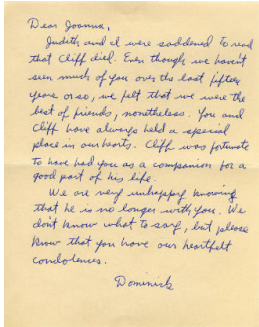 Dear Joanna,
Judith and I were saddened to read
that Cliff died. Even though we haven't
seen much of you over the last fifteen
years or so, we felt that we were the
best of friends, nonetheless. You and
Cliff have always held a special
place in our hearts. Cliff was fortunate
to have had you as a companion for a
good part of his life.
We are very unhappy knowing
that he is no longer with you. We
don't know what to say, but please
know that you have our heartfelt
condolences.
Dominick